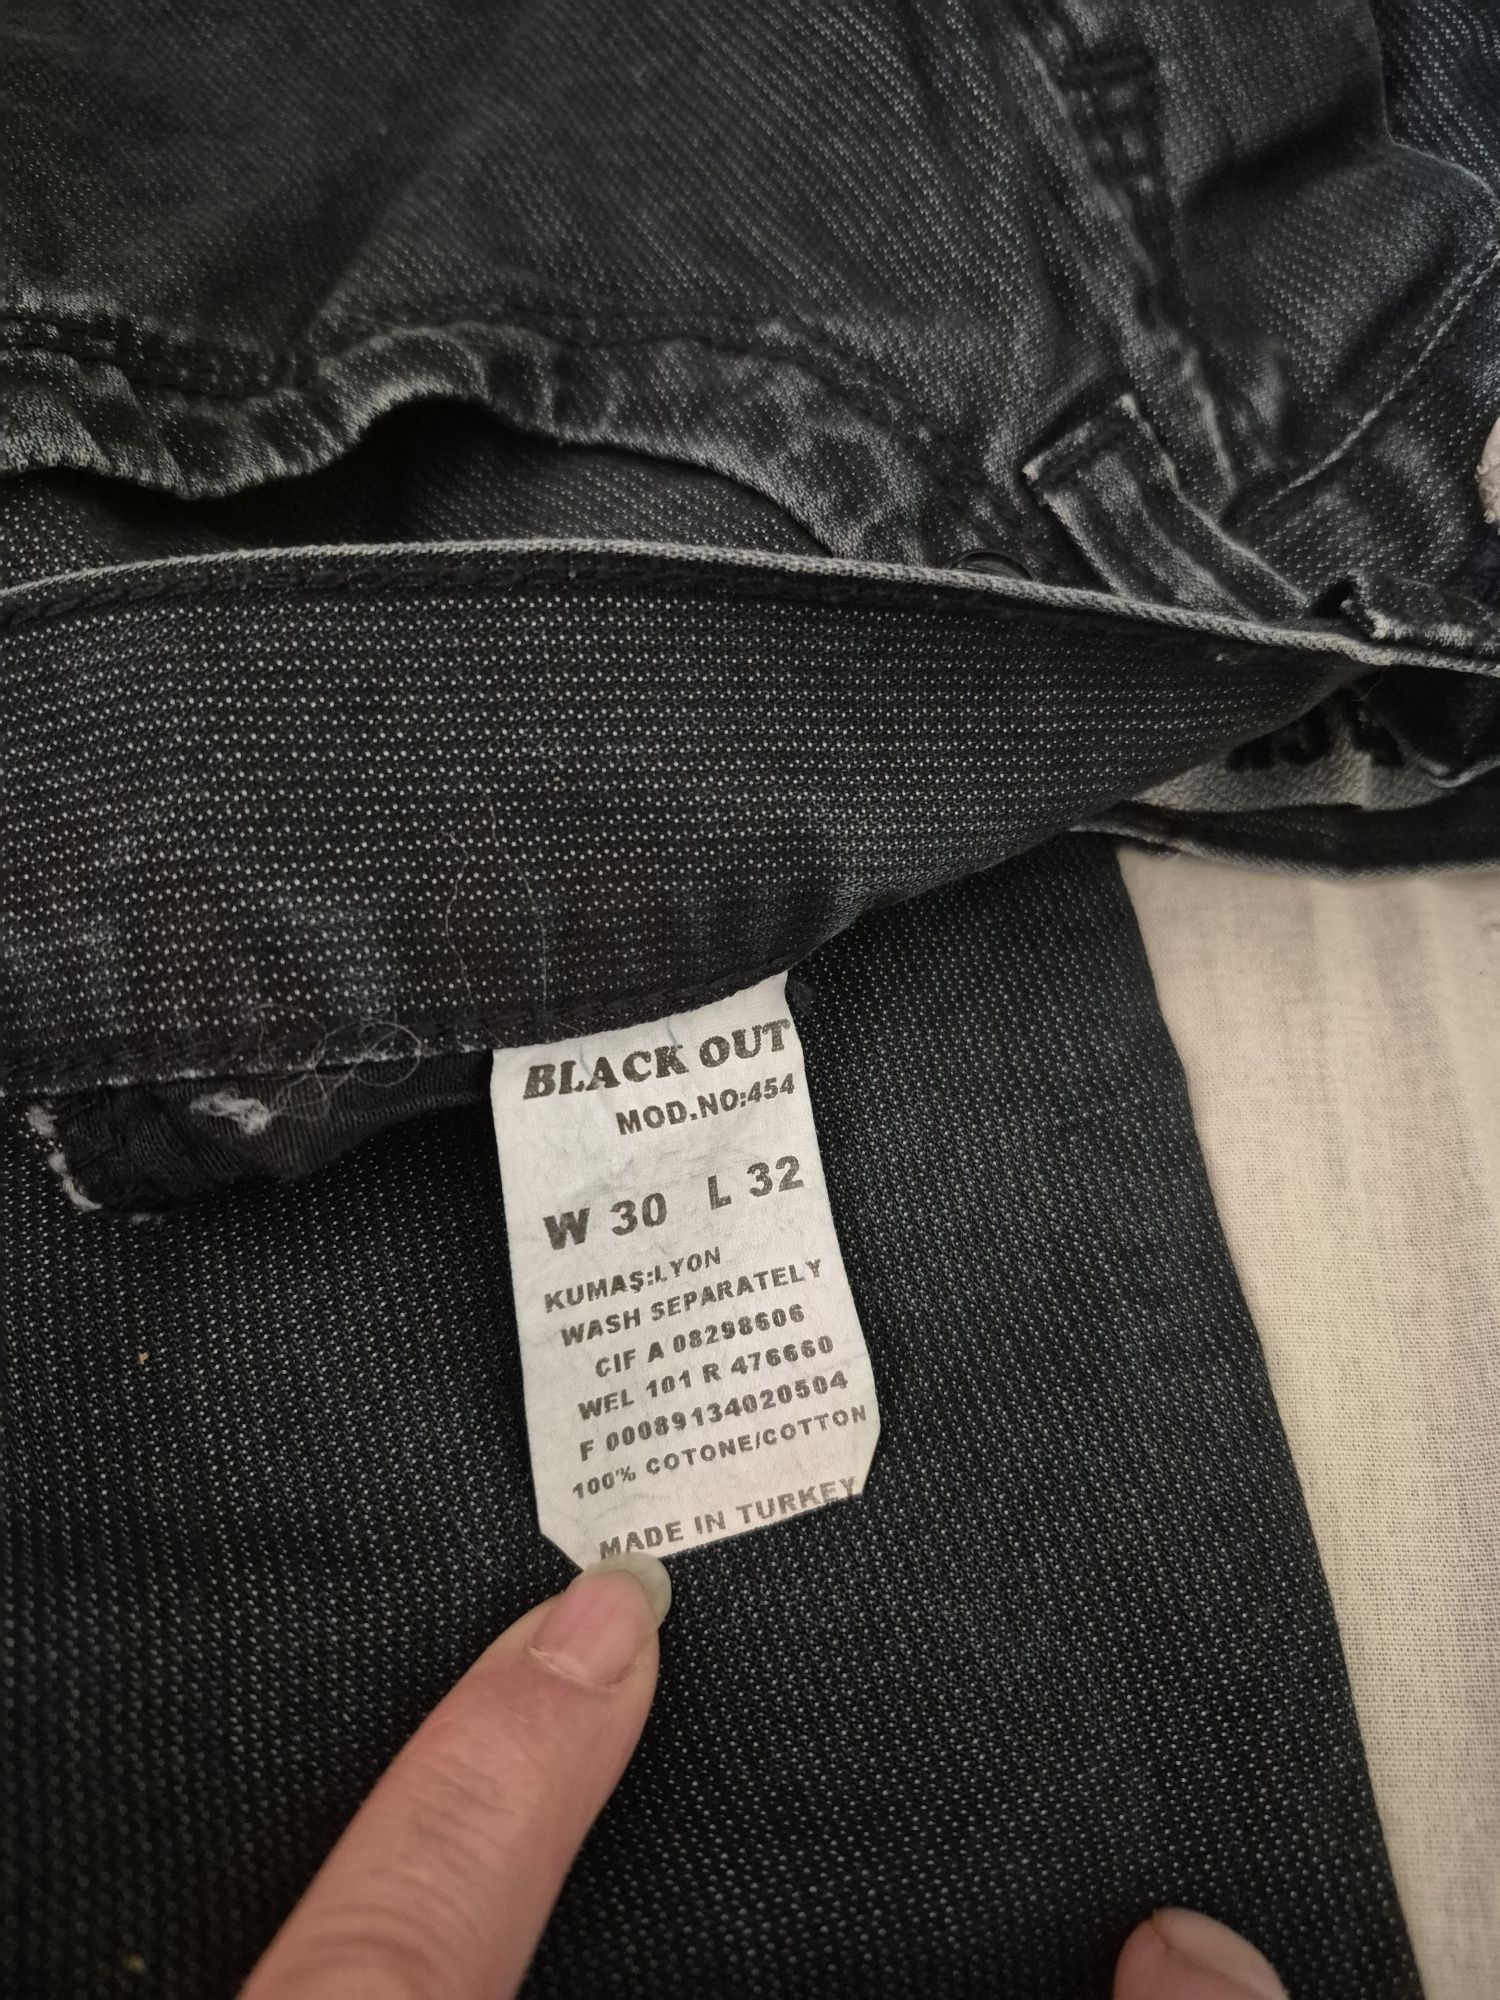 BLACK OUT
MOD.NO:454
W 30 L 32
KUMAŞ:LYON
WASH SEPARATELY
CIF A 08298606
WEL 101 R 476660
F 00089134020504
100% COTONE/COTTON
MADE IN TURKEY